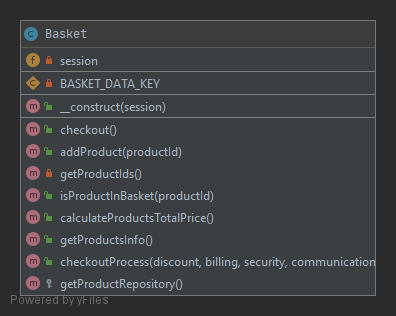 Basket
session
BASKET_DATA_KEY
__construct(session)
checkout()
addProduct(productId)
getProductIds()
isProductInBasket(productId)
calculateProductsTotalPrice()
getProductsInfo()
checkoutProcess(discount, billing, security, communication
getProductRepository()
Powered by yFiles